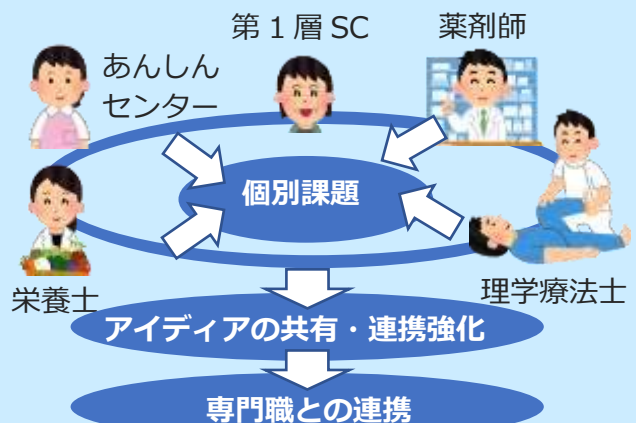 第1層SC
薬剤師
あんしん
センター
個別課題
栄養士
理学療法士
アイディアの共有・連携強化
専門職との連携